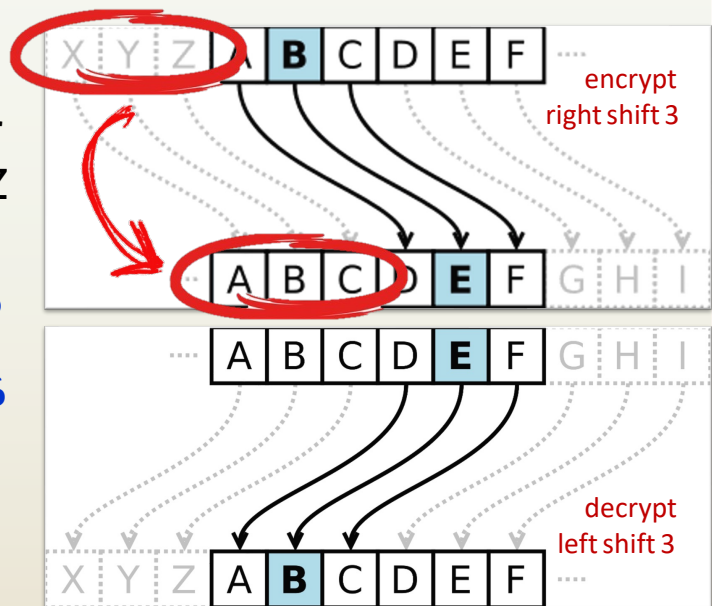 X Y Z A B C D E F ....
encrypt
right shift 3
Z
.. A B C D E F G H I
.... A B C D E F G H I
decrypt
left shift 3
X Y Z A B C D E F ....